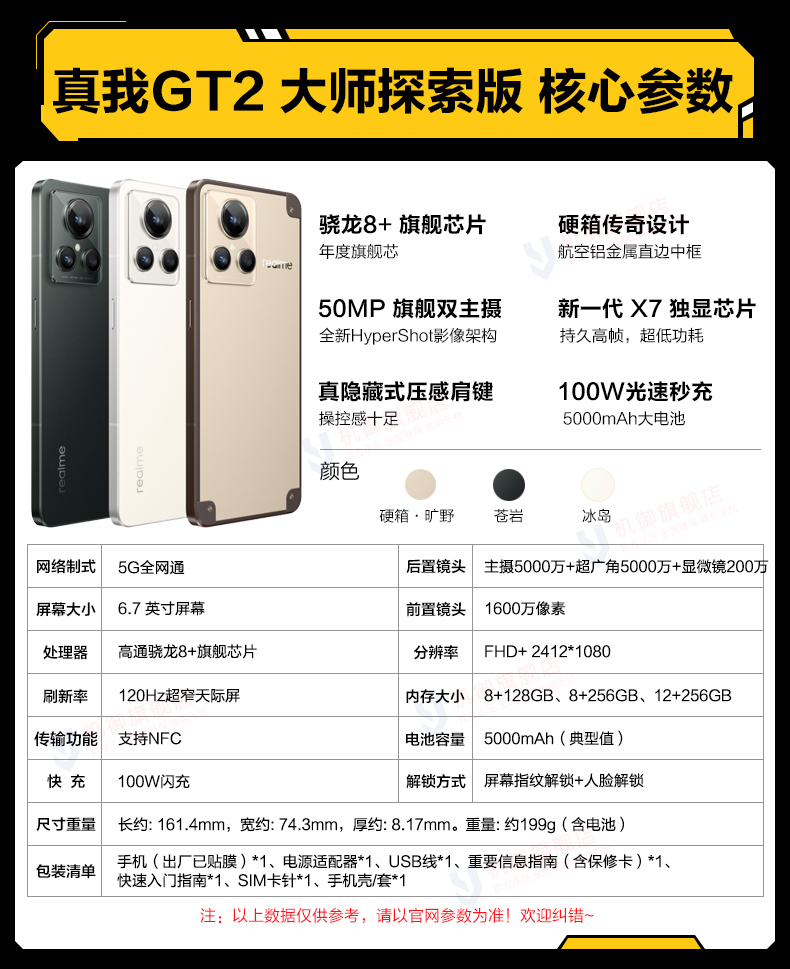 真我GT2 大师探索版 核心参数
骁龙8+ 旗舰芯片
年度旗舰芯
硬箱传奇设计
航空铝合金属直边中框
50MP 旗舰双主摄
全新HyperShot影像架构
新一代 X7 独显芯片
持久高帧，超低功耗
真隐藏式压感肩键
操控感十足
100W光速秒充
5000mAh大电池
realme
realme
realme
颜色
硬箱·旷野
苍岩
冰岛
网络制式 5G全网通 后置镜头 主摄5000万+超广角5000万+显微镜200万
屏幕大小 6.7 英寸屏幕 前置镜头 1600万像素
处理器 高通骁龙8+旗舰芯片 分辨率 FHD+ 2412*1080
刷新率 120Hz超窄天际屏 内存大小 8+128GB、8+256GB、12+256GB
传输功能 支持NFC 电池容量 5000mAh（典型值）
快 充 100W闪充 解锁方式 屏幕指纹解锁+人脸解锁
尺寸重量 长约: 161.4mm，宽约: 74.3mm，厚约: 8.17mm。重量: 约199g（含电池）
包装清单 手机（出厂已贴膜）*1、电源适配器*1、USB线*1、重要信息指南（含保修卡）*1、
快速入门指南*1、SIM卡针*1、手机壳/套*1
注：以上数据仅供参考，请以官网参数为准！欢迎纠错~
机御旗舰店